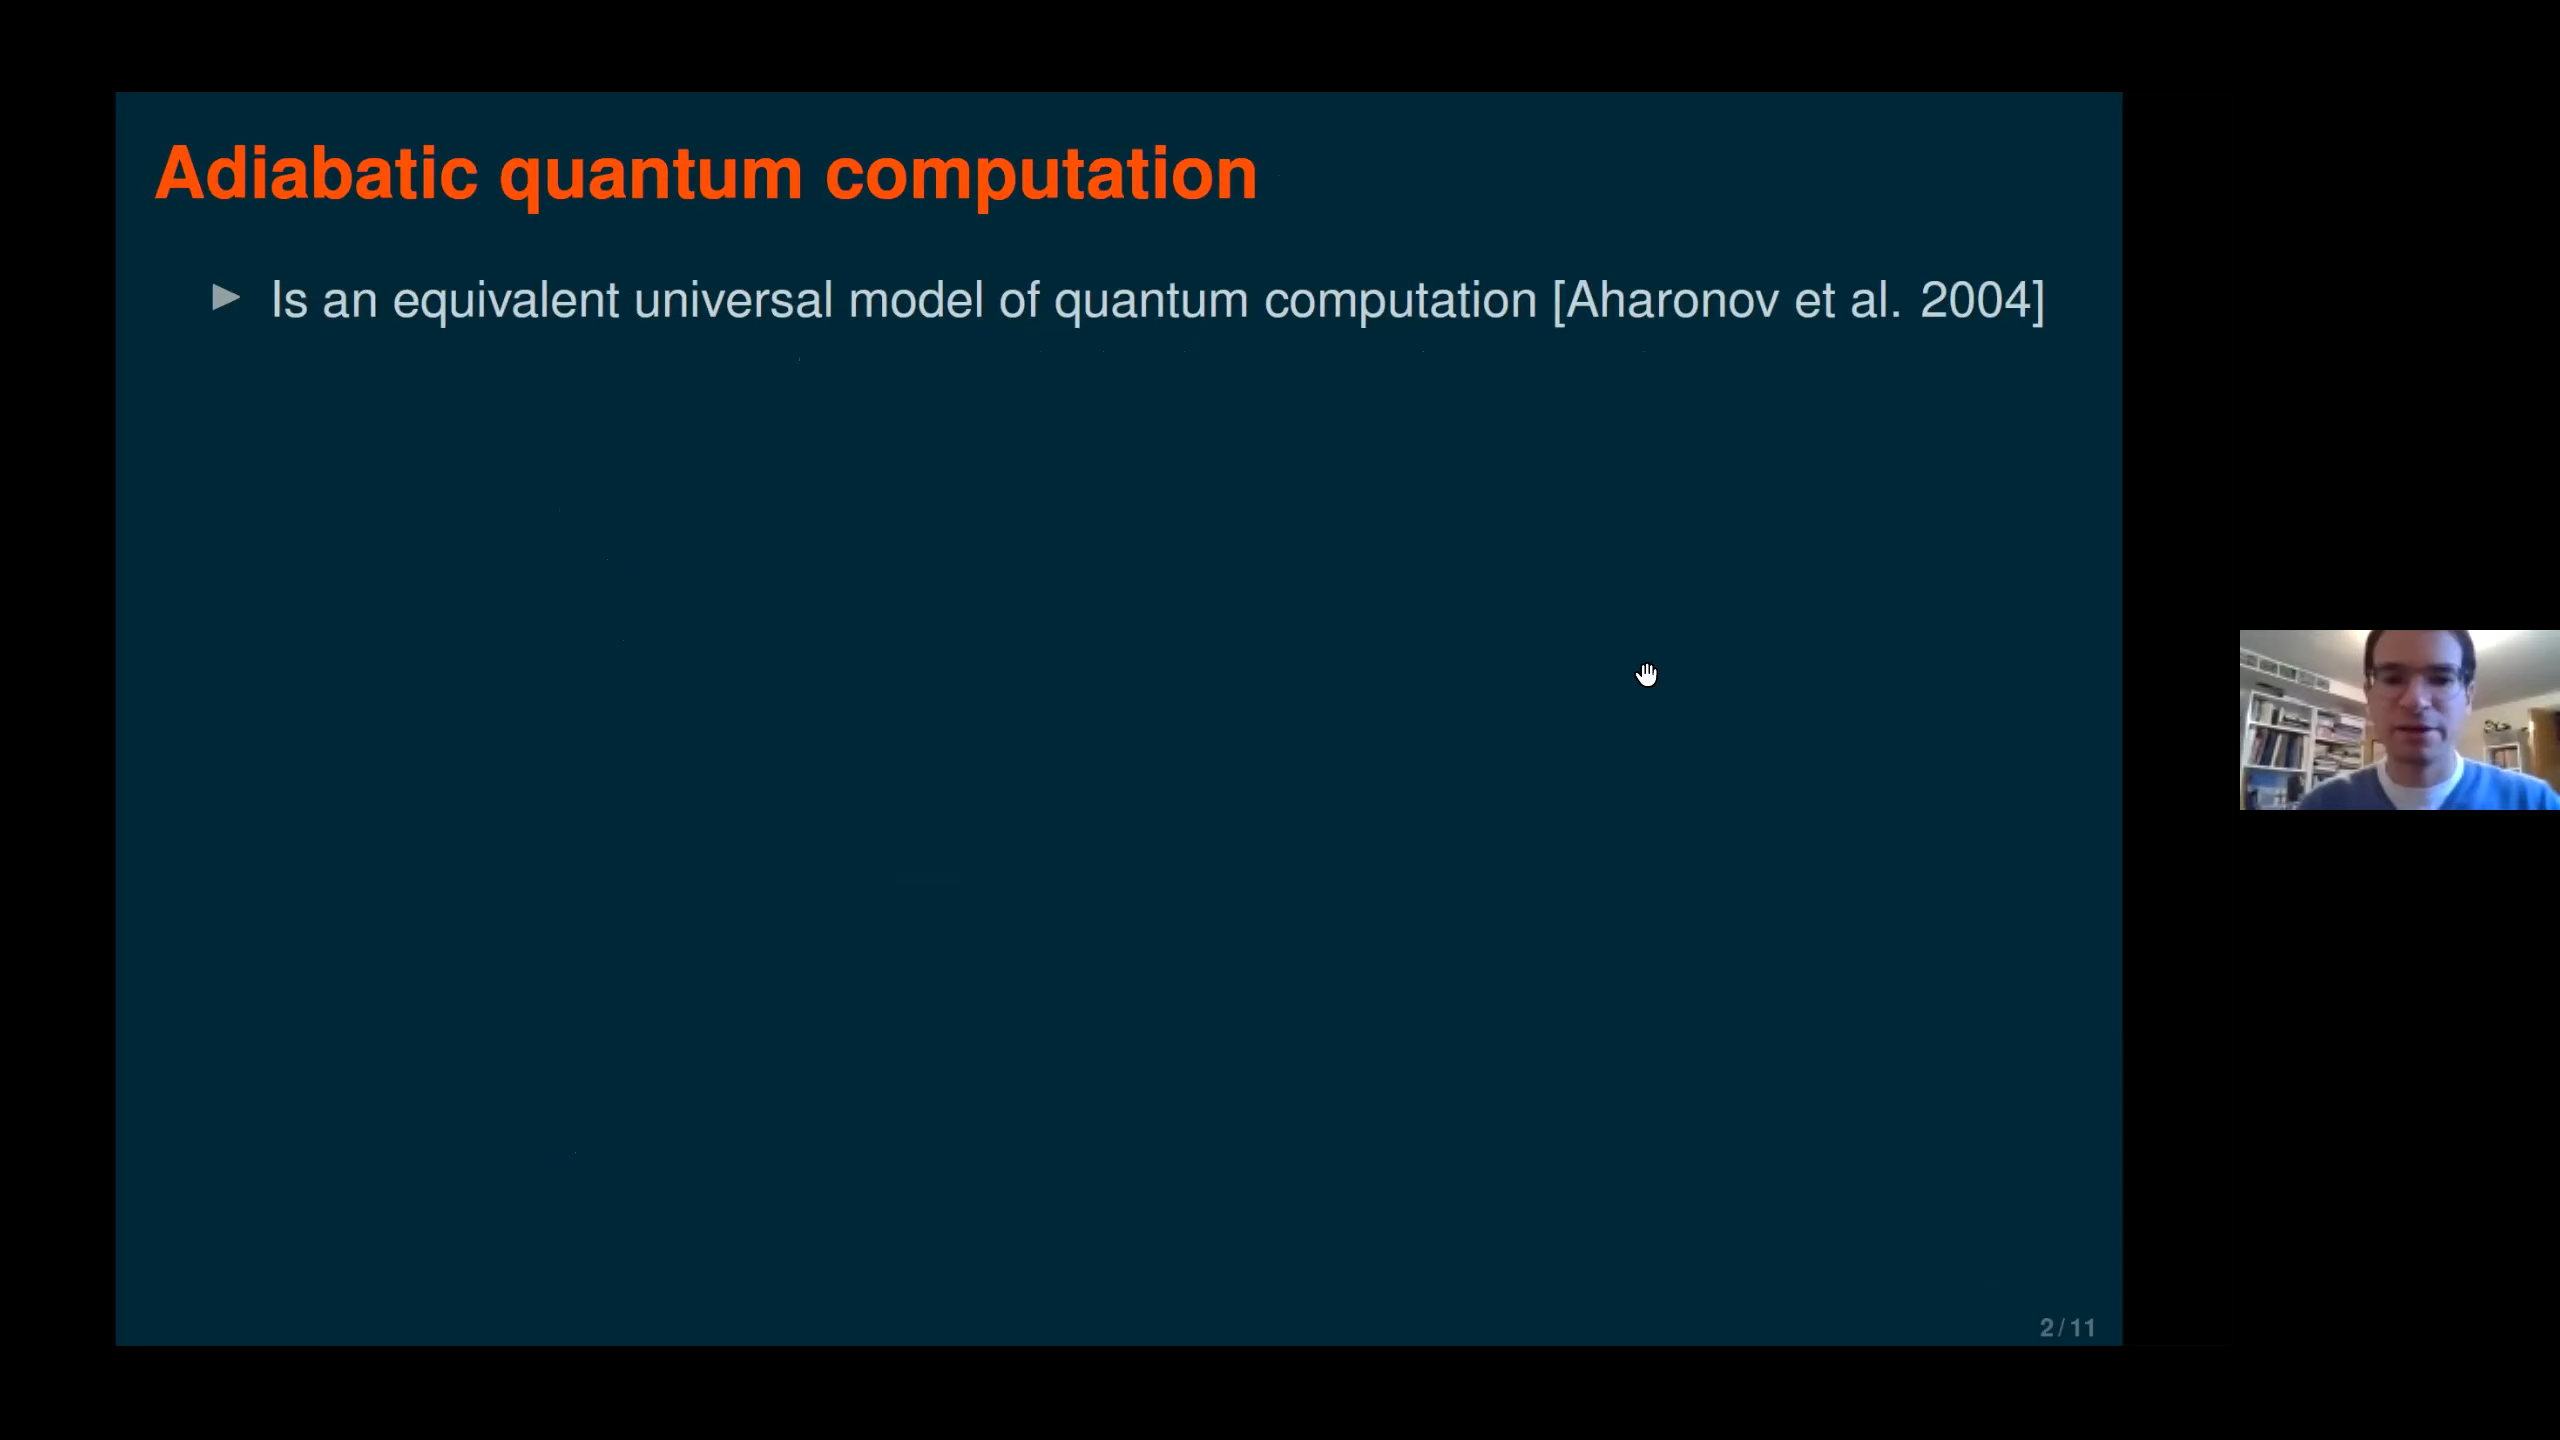 Adiabatic quantum computation
► Is an equivalent universal model of quantum computation [Aharonov et al. 2004]
2/11